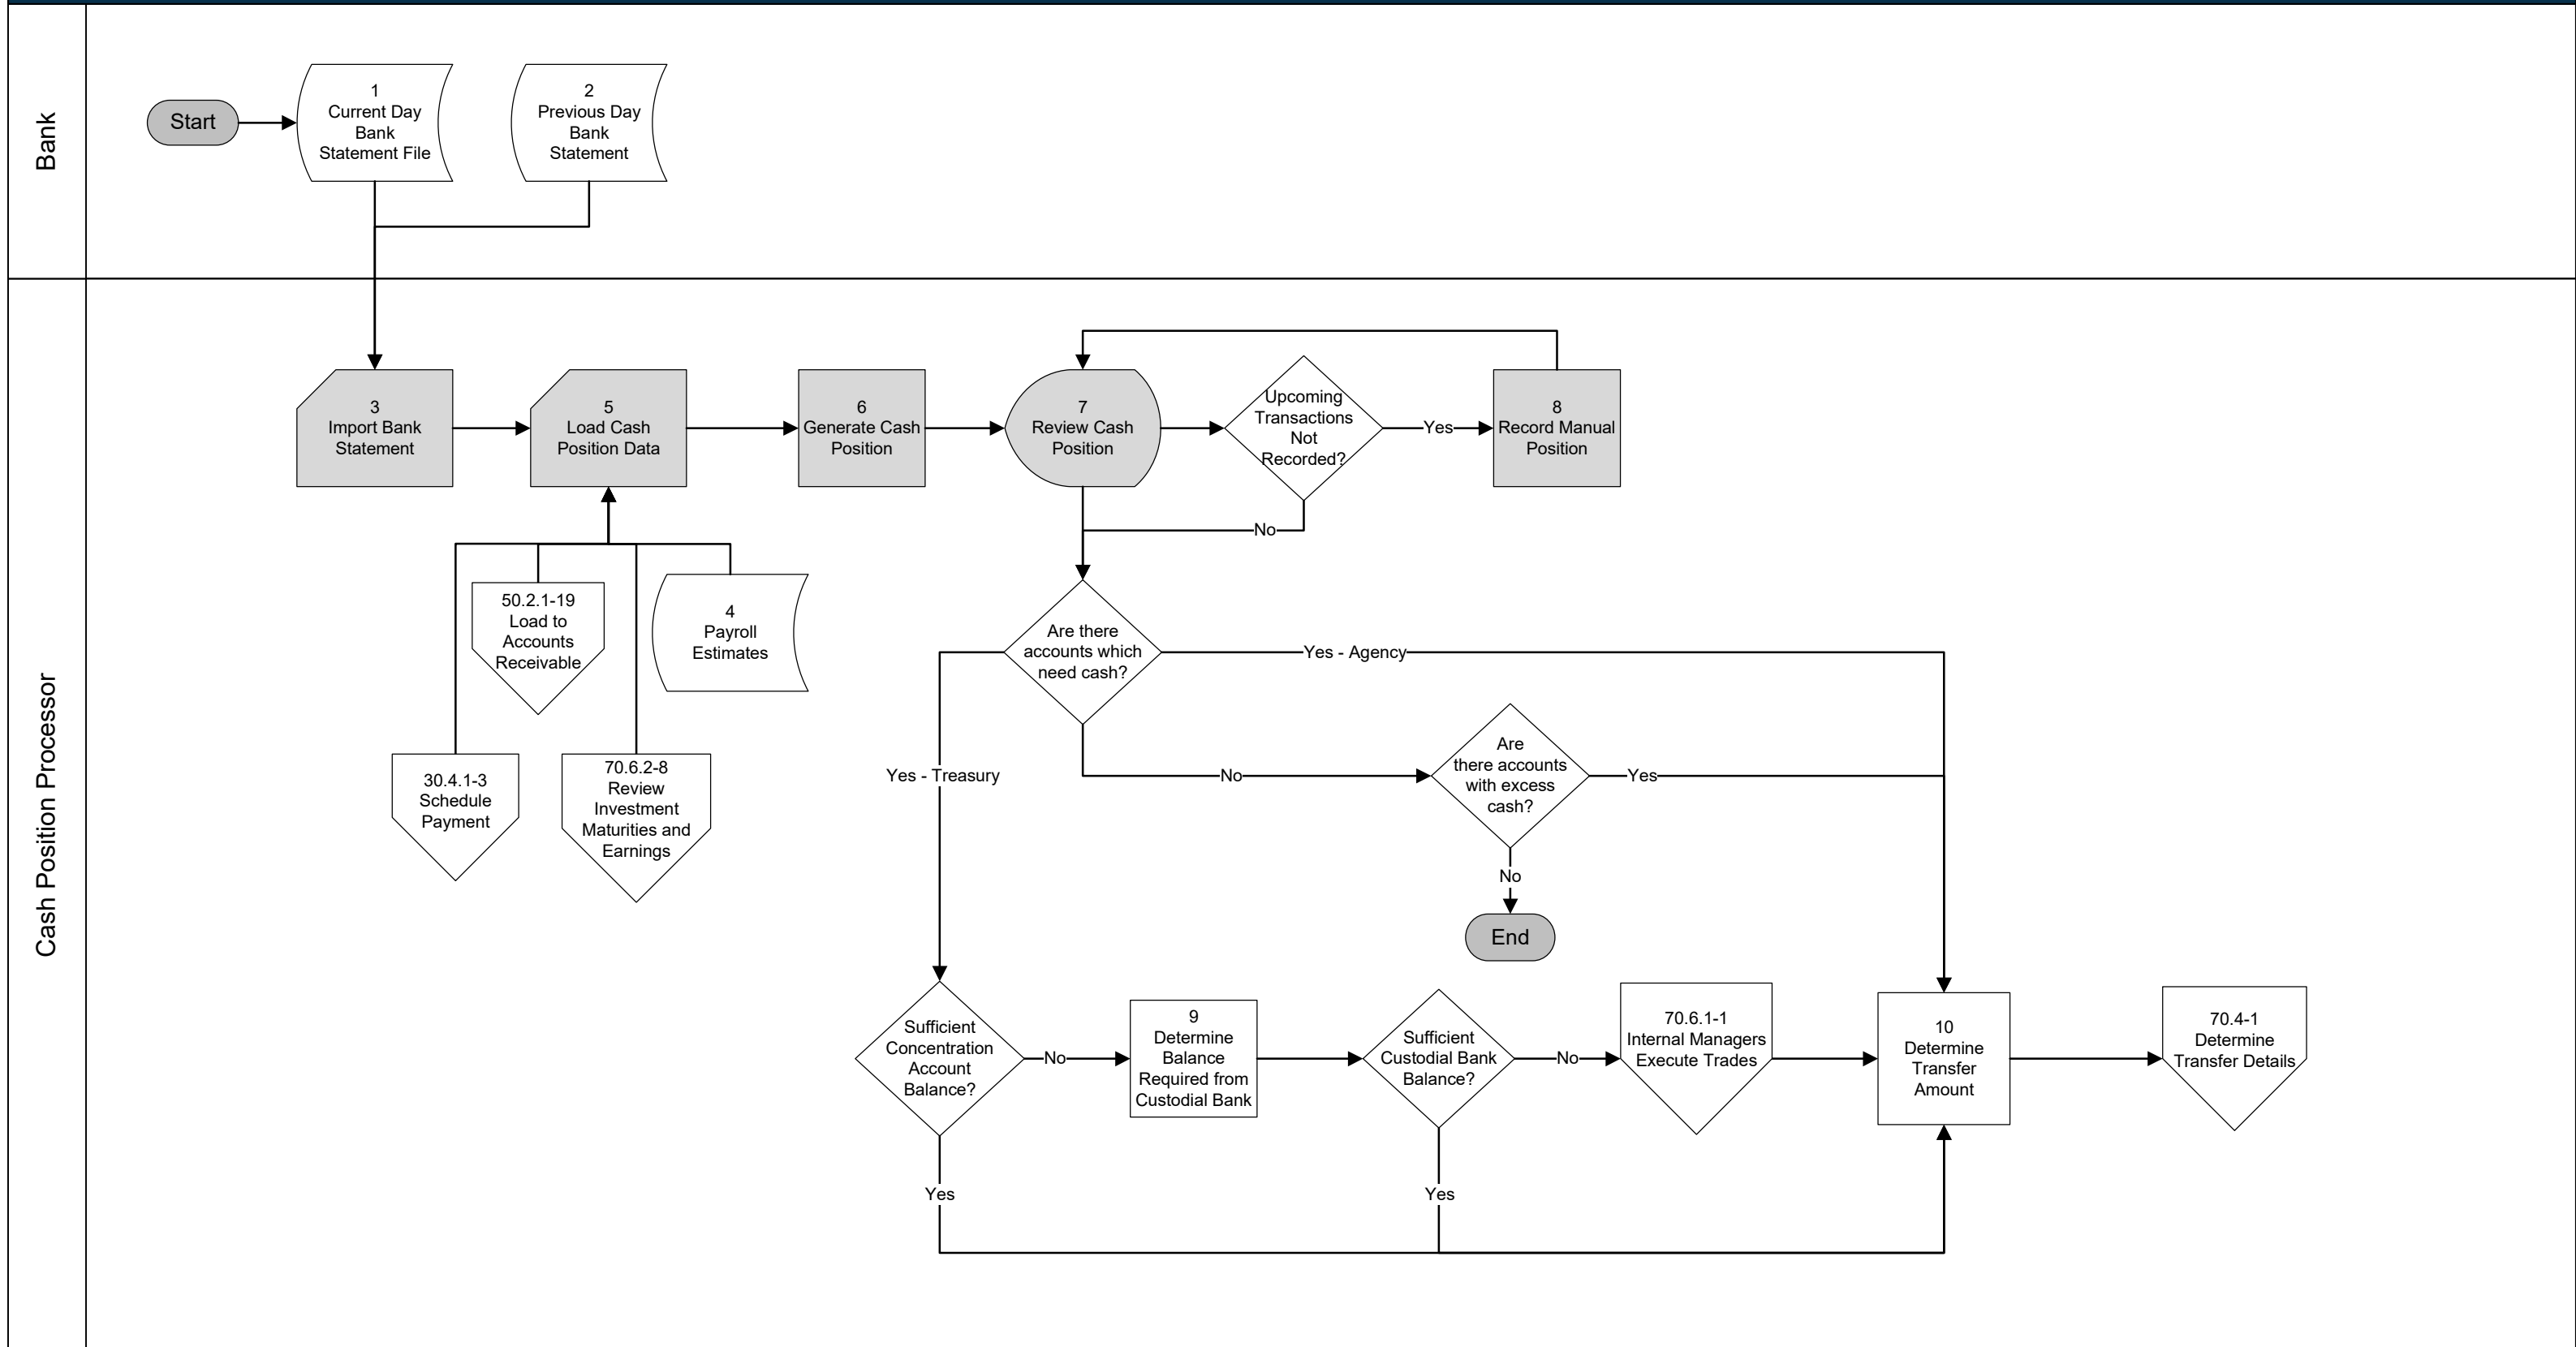 Bank
Start
1
Current Day
Bank
Statement File
2
Previous Day
Bank
Statement
Cash Position Processor
3
Import Bank
Statement
5
Load Cash
Position Data
6
Generate Cash
Position
7
Review Cash
Position
Upcoming
Transactions
Not
Recorded?
Yes
8
Record Manual
Position
No
50.2.1-19
Load to
Accounts
Receivable
4
Payroll
Estimates
30.4.1-3
Schedule
Payment
70.6.2-8
Review
Investment
Maturities and
Earnings
Are there
accounts which
need cash?
Yes - Agency
Yes - Treasury
No
Are
there accounts
with excess
cash?
Yes
No
End
Sufficient
Concentration
Account
Balance?
No
9
Determine
Balance
Required from
Custodial Bank
Sufficient
Custodial Bank
Balance?
No
70.6.1-1
Internal Managers
Execute Trades
10
Determine
Transfer
Amount
70.4-1
Determine
Transfer Details
Yes
Yes